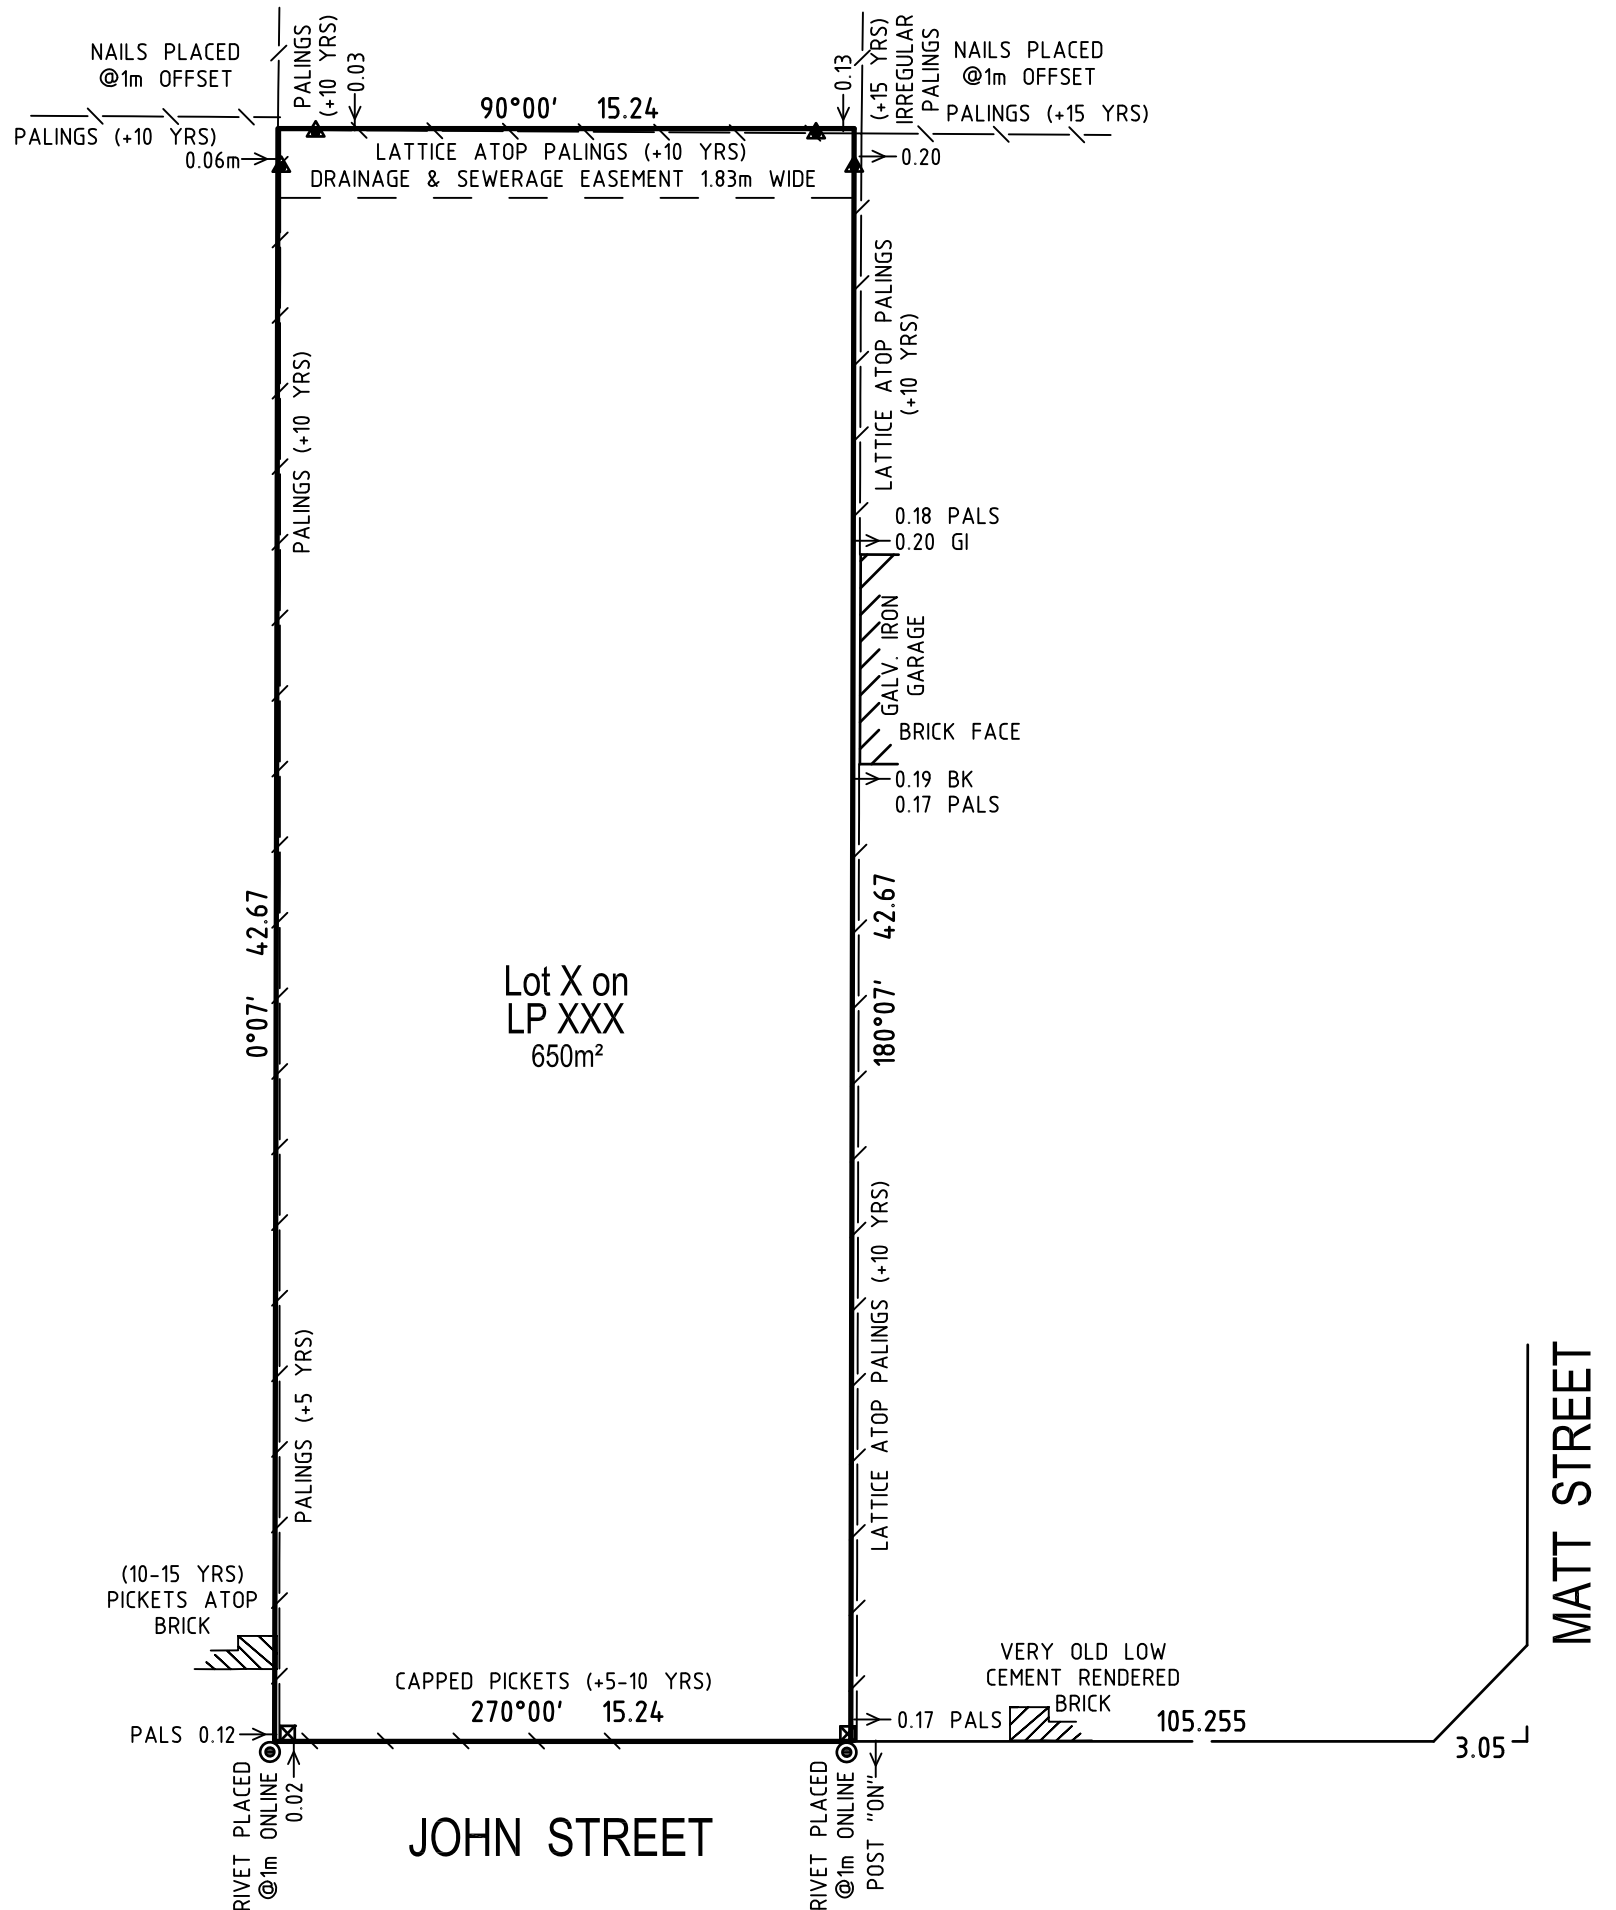 NAILS PLACED
@1m OFFSET
PALINGS
(+10 YRS)
0.03
0.13
(+15 YRS)
IRREGULAR
PALINGS
NAILS PLACED
@1m OFFSET
90°00' 15.24
PALINGS (+15 YRS)
PALINGS (+10 YRS)
0.06m
LATTICE ATOP PALINGS (+10 YRS)
0.20
DRAINAGE & SEWERAGE EASEMENT 1.83m WIDE
PALINGS (+10 YRS)
LATTICE ATOP PALINGS
(+10 YRS)
0.18 PALS
0.20 GI
GALV. IRON
GARAGE
BRICK FACE
0.19 BK
0.17 PALS
0°07' 42.67
180°07' 42.67
Lot X on
LP XXX
650m²
PALINGS (+5 YRS)
LATTICE ATOP PALINGS (+10 YRS)
MATT STREET
(10-15 YRS)
PICKETS ATOP
BRICK
CAPPED PICKETS (+5-10 YRS)
270°00' 15.24
VERY OLD LOW
CEMENT RENDERED
BRICK
PALS 0.12
0.17 PALS
105.255
3.05
RIVET PLACED
@1m ONLINE
0.02
RIVET PLACED
@1m ONLINE
POST "ON"
JOHN STREET